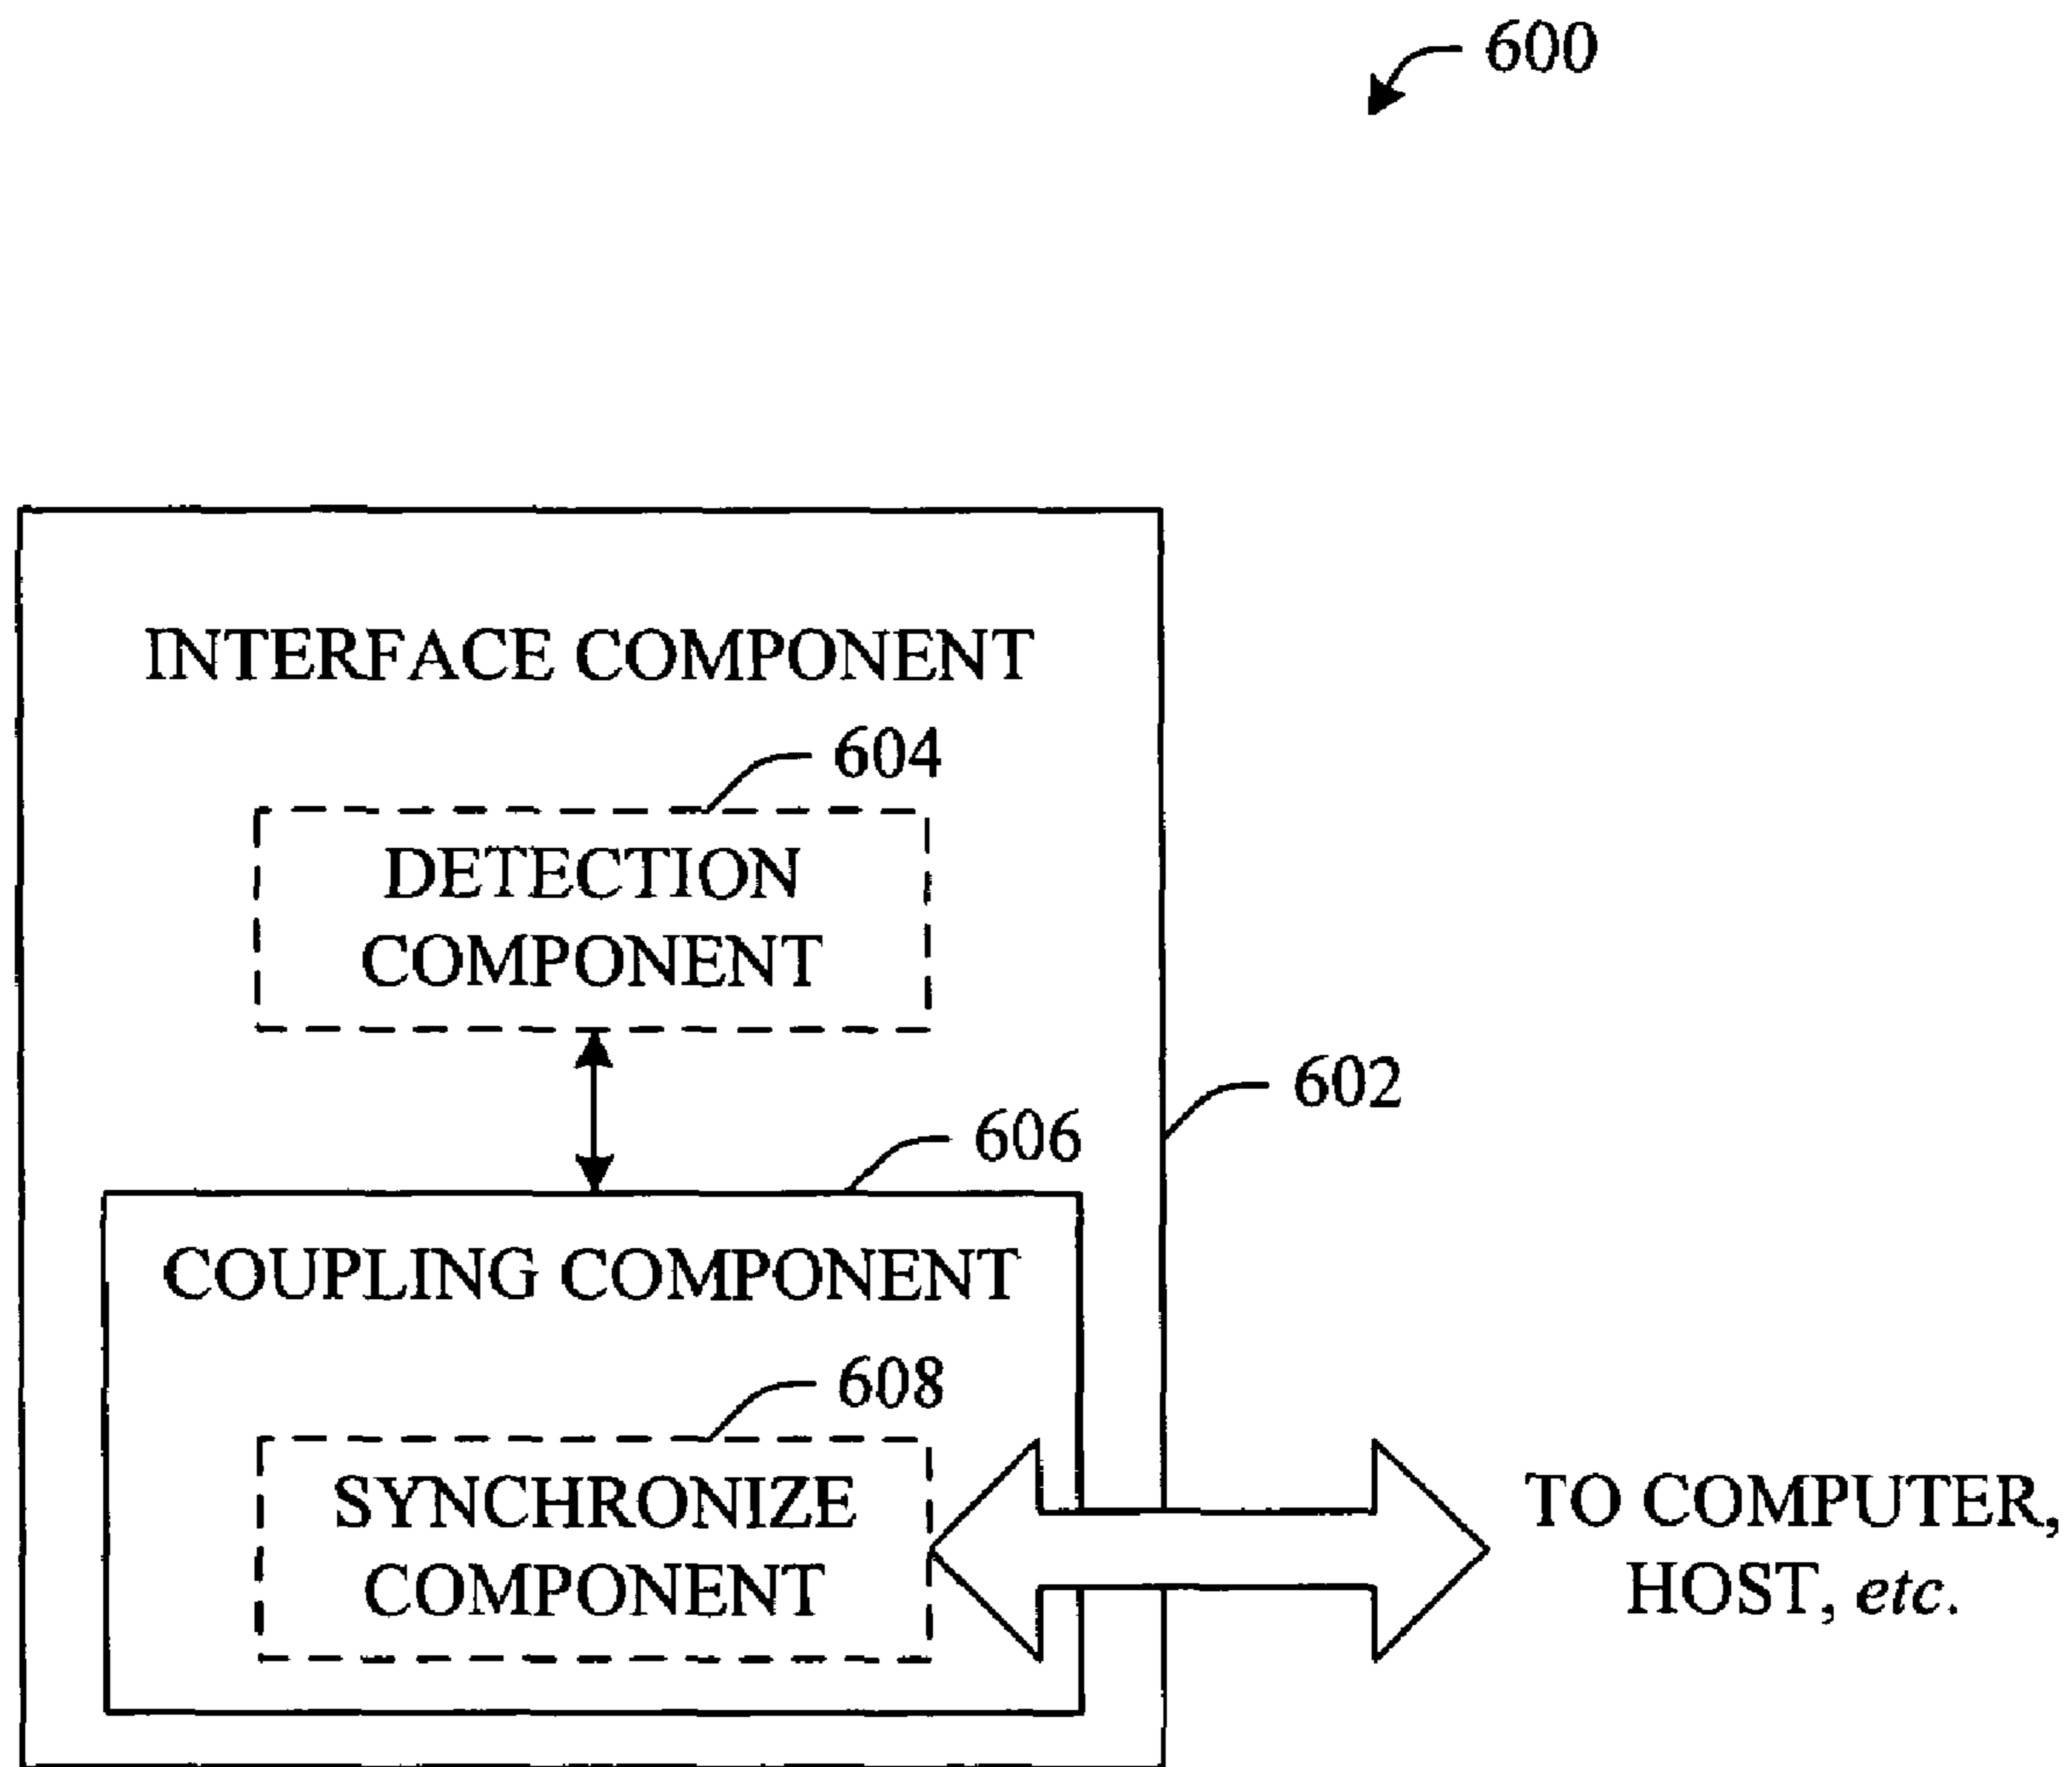 600
INTERFACE COMPONENT
604
DETECTION
COMPONENT
602
606
COUPLING COMPONENT
608
SYNCHRONIZE
COMPONENT
TO COMPUTER,
HOST, etc.